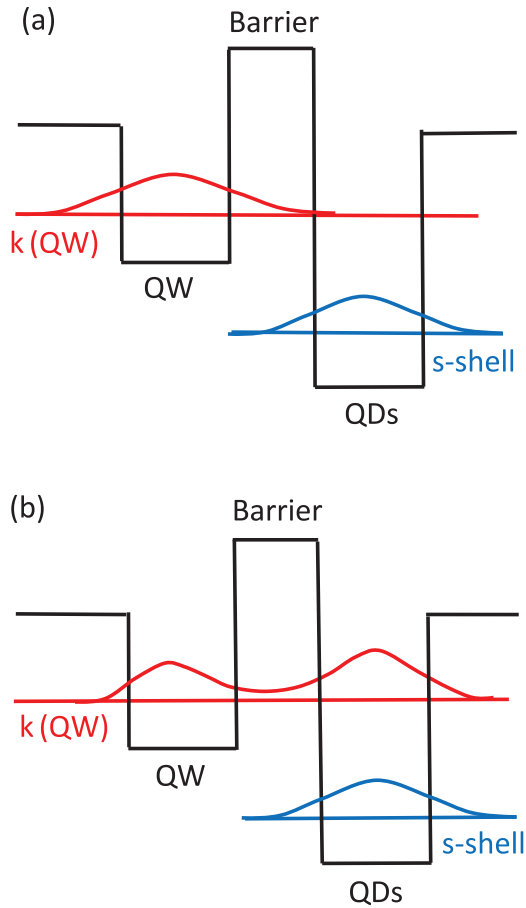 (a)
Barrier
k (QW)
QW
s-shell
QDs
(b)
Barrier
k (QW)
QW
s-shell
QDs